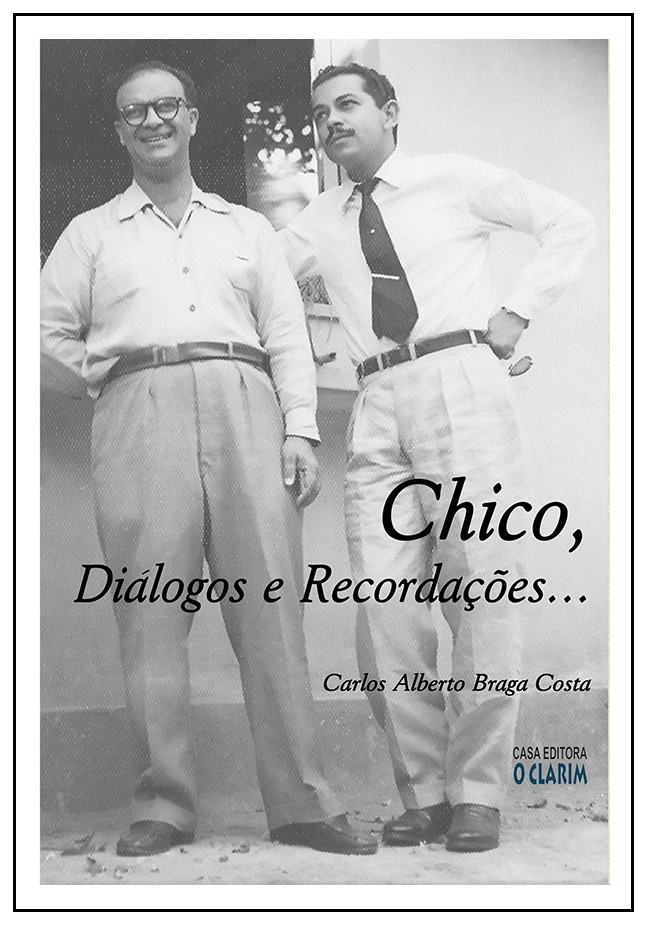 Chico,
Diálogos e Recordações...
Carlos Alberto Braga Costa
CASA EDITORA
O CLARIM